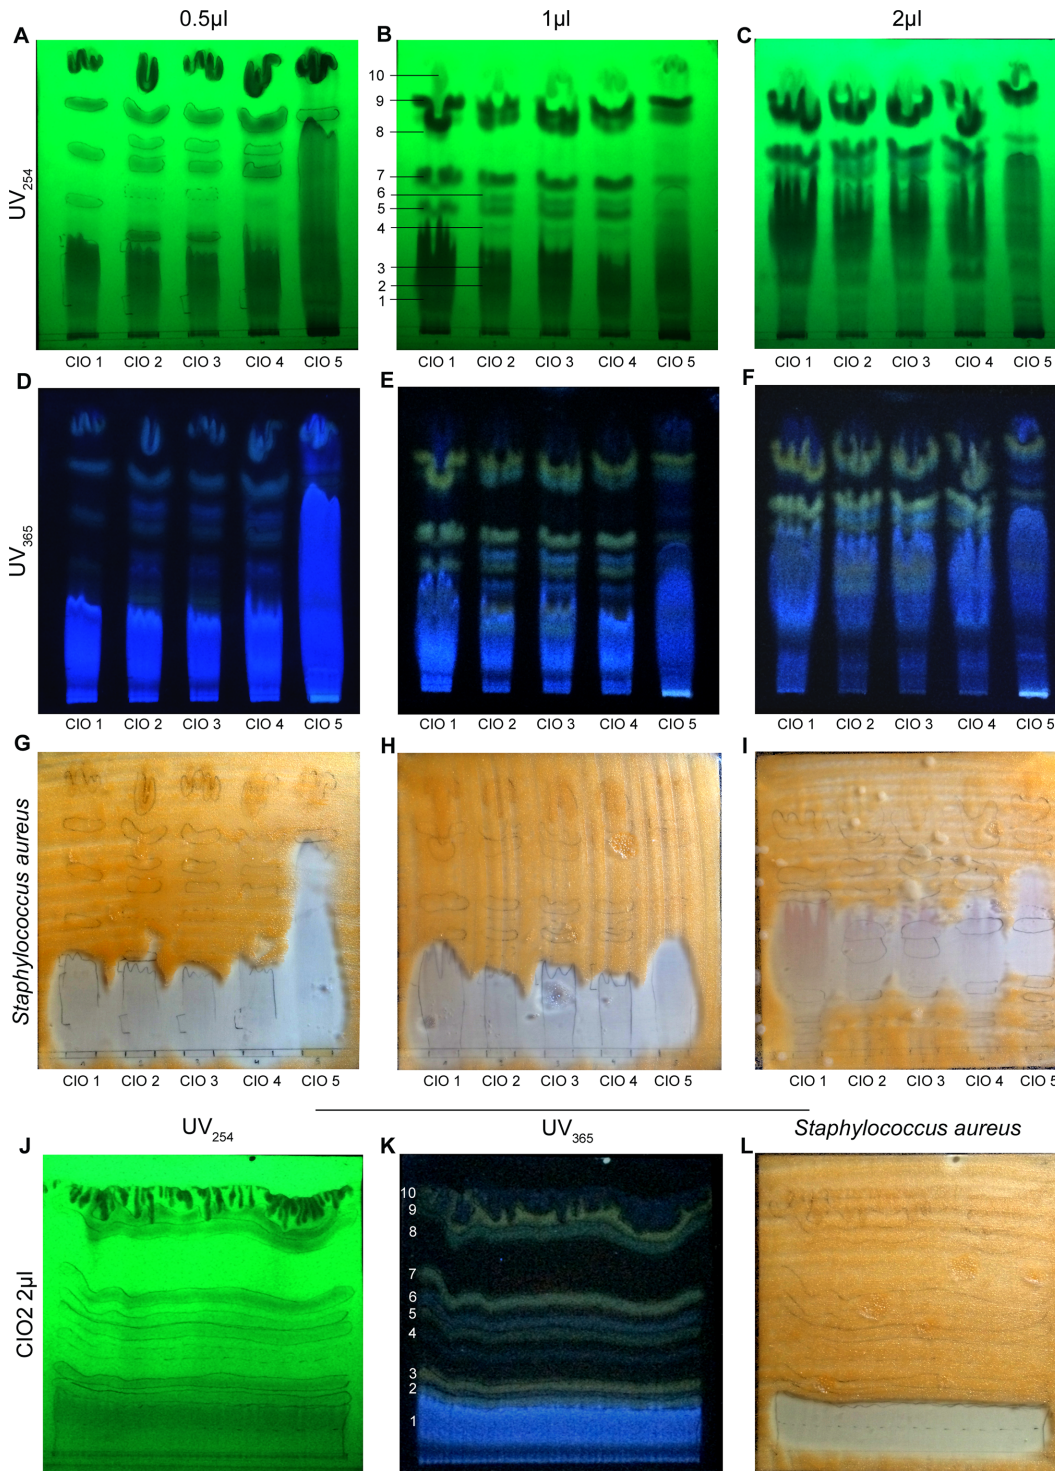 0.5µl 1µl 2µl
A B C
UV254
10
9
8
7
6
5
4
3
2
1
CIO 1 CIO 2 CIO 3 CIO 4 CIO 5 CIO 1 CIO 2 CIO 3 CIO 4 CIO 5 CIO 1 CIO 2 CIO 3 CIO 4 CIO 5
D E F
UV365
CIO 1 CIO 2 CIO 3 CIO 4 CIO 5 CIO 1 CIO 2 CIO 3 CIO 4 CIO 5 CIO 1 CIO 2 CIO 3 CIO 4 CIO 5
G H I
Staphylococcus aureus
CIO 1 CIO 2 CIO 3 CIO 4 CIO 5 CIO 1 CIO 2 CIO 3 CIO 4 CIO 5 CIO 1 CIO 2 CIO 3 CIO 4 CIO 5
UV254 UV365 Staphylococcus aureus
J K L
CIO2 2µl
10
9
8
7
6
5
4
3
2
1